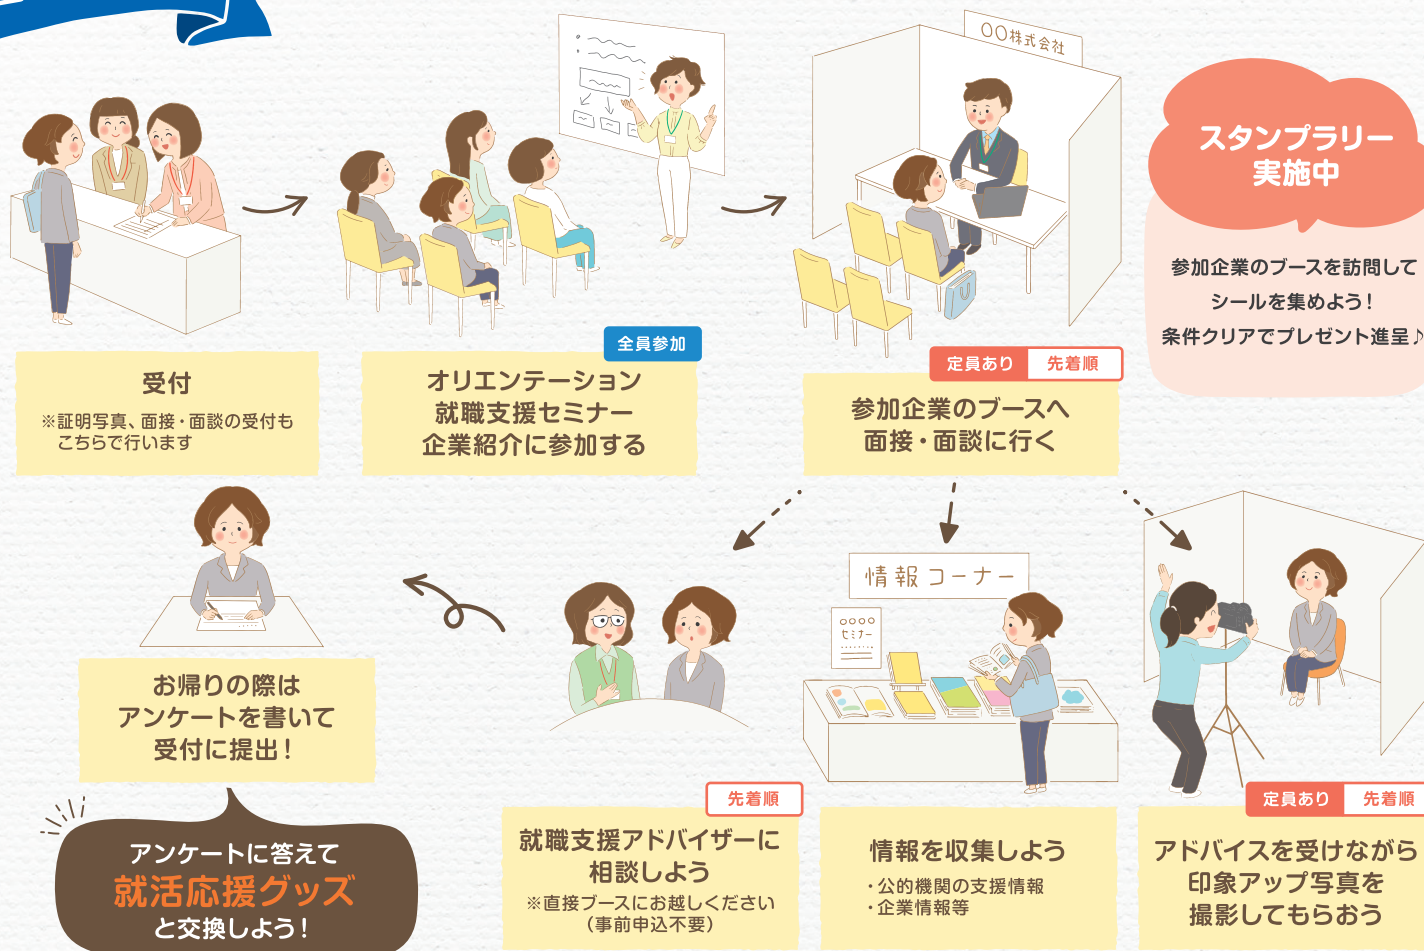 〇〇株式会社
スタンプラリー
実施中
参加企業のブースを訪問して
シールを集めよう!
条件クリアでプレゼント進呈♪
受付
※証明写真、面接・面談の受付も
こちらで行います
全員参加
オリエンテーション
就職支援セミナー
企業紹介に参加する
定員あり 先着順
参加企業のブースへ
面接・面談に行く
お帰りの際は
アンケートを書いて
受付に提出!
アンケートに答えて
就活応援グッズ
と交換しよう!
先着順
就職支援アドバイザーに
相談しよう
※直接ブースにお越しください
(事前申込不要)
情報コーナー
〇〇〇〇
セミナー
情報を収集しよう
・公的機関の支援情報
・企業情報等
定員あり 先着順
アドバイスを受けながら
印象アップ写真を
撮影してもらおう